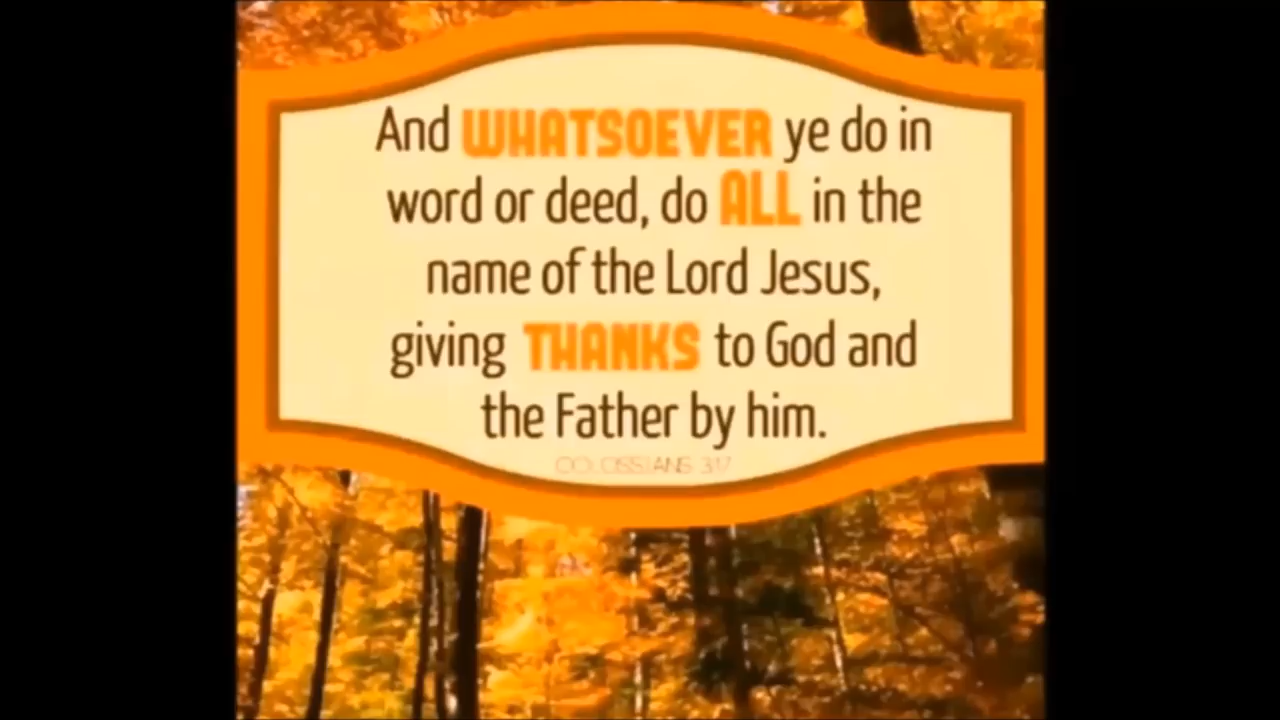 And WHATSOEVER ye do in
word or deed, do ALL in the
name of the Lord Jesus,
giving THANKS to God and
the Father by him.
COLOSSIANS 3:17